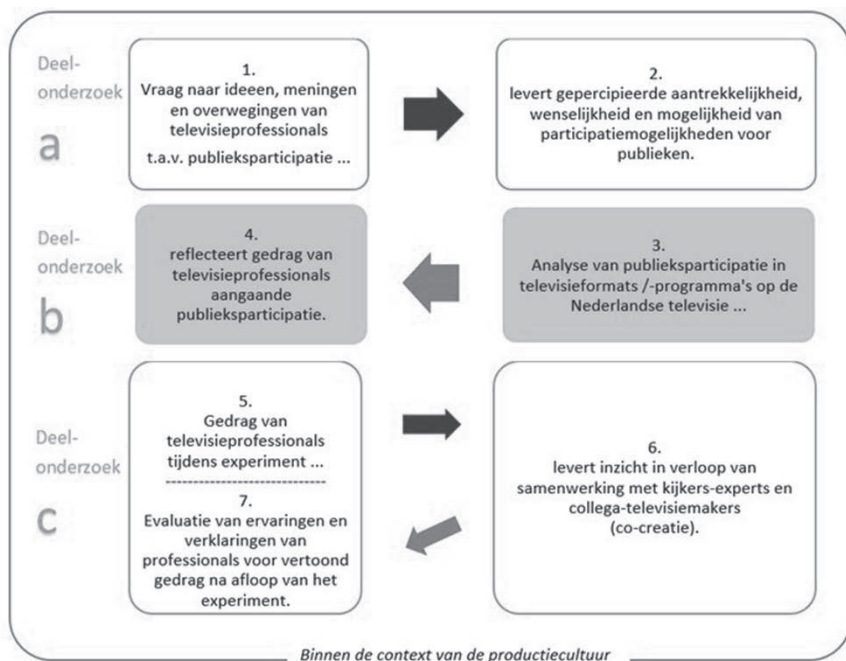 Deel-
onderzoek
a
1.
Vraag naar ideeen, meningen
en overwegingen van
televisieprofessionals
t.a.v. publieksparticipatie ...
2.
levert gepercipieerde aantrekkelijkheid,
wenselijkheid en mogelijkheid van
participatiemogelijkheden voor
publieken.
Deel-
onderzoek
b
4.
reflecteert gedrag van
televisieprofessionals
aangaande
publieksparticipatie.
3.
Analyse van publieksparticipatie in
televisieformats /-programma's op de
Nederlandse televisie ...
Deel-
onderzoek
c
5.
Gedrag van
televisieprofessionals
tijdens experiment ...
----------------------------
7.
Evaluatie van ervaringen en
verklaringen van
professionals voor vertoond
gedrag na afloop van het
experiment.
6.
levert inzicht in verloop van
samenwerking met kijkers-experts en
collega-televisiemakers
(co-creatie).
Binnen de context van de productiecultuur